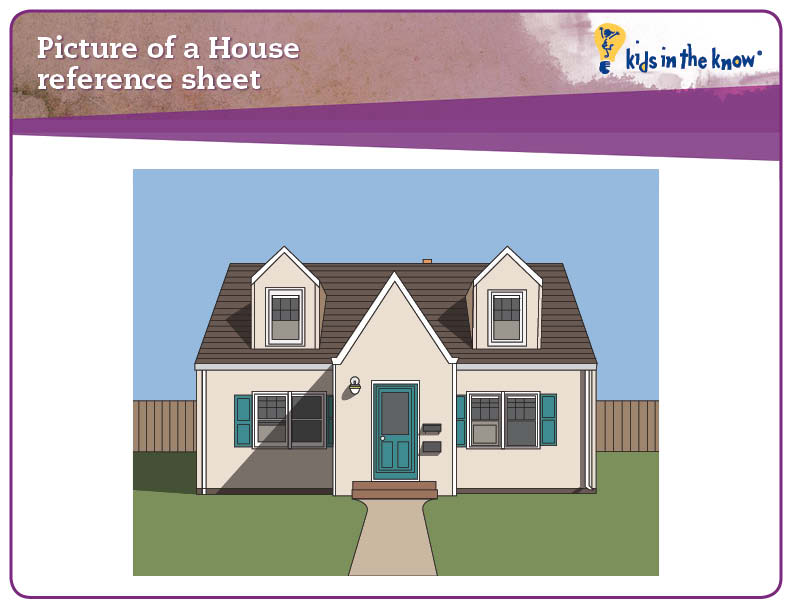 Picture of a House
reference sheet
kids in the know